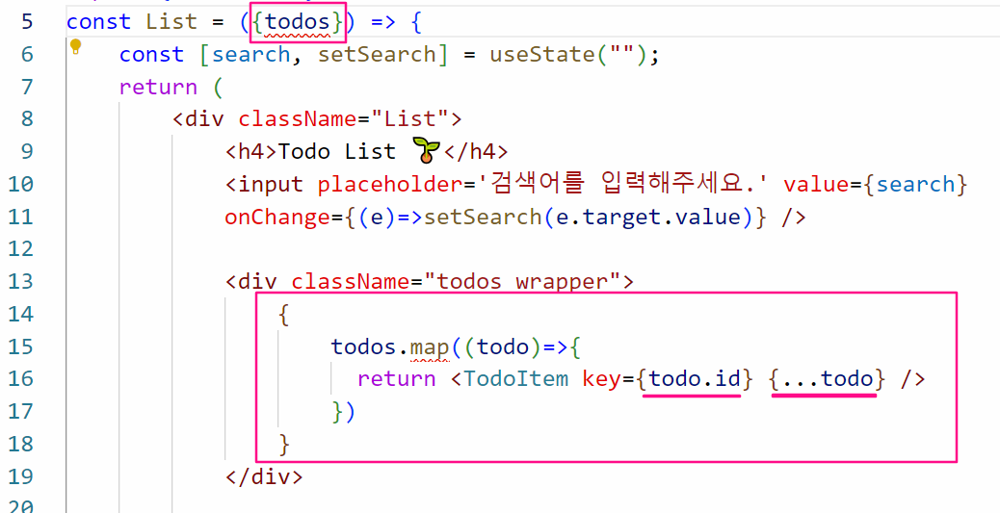 5 const List = ({todos}) => {
6 const [search, setSearch] = useState("");
7 return (
8 <div className="List">
9 <h4>Todo List 🌱</h4>
10 <input placeholder='검색어를 입력해주세요.' value={search}
11 onChange={(e)=>setSearch(e.target.value)} />
12
13 <div className="todos wrapper">
14 {
15 todos.map((todo)=>{
16 return <TodoItem key={todo.id} {...todo} />
17 })
18 }
19 </div>
20